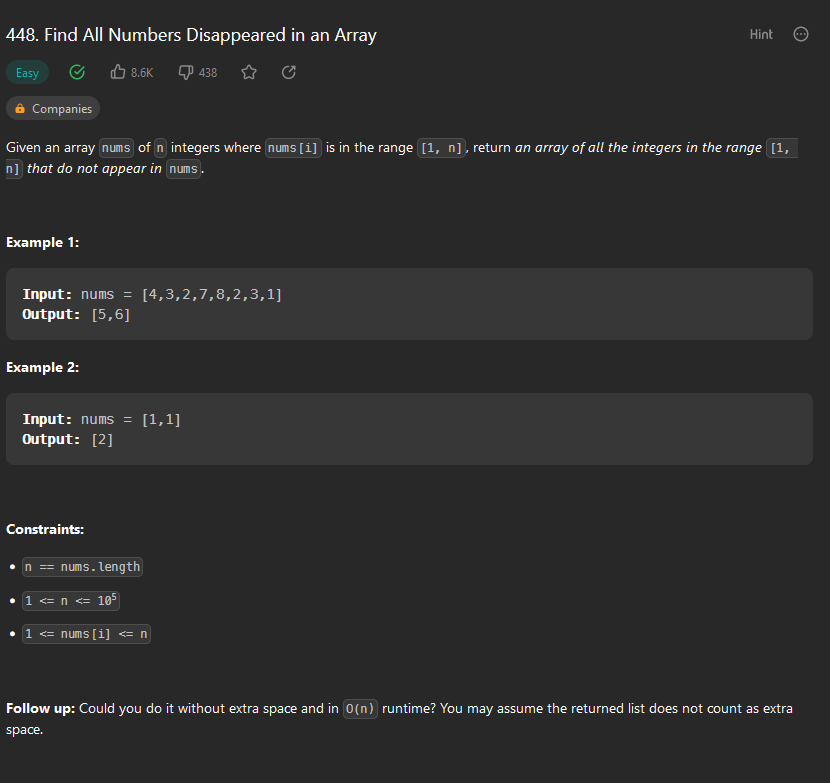 448. Find All Numbers Disappeared in an Array
Hint
Easy
8.6K
438
Companies
Given an array nums of n integers where nums[i] is in the range [1, n], return an array of all the integers in the range [1,
n] that do not appear in nums.
Example 1:
Input: nums = [4,3,2,7,8,2,3,1]
Output: [5,6]
Example 2:
Input: nums = [1,1]
Output: [2]
Constraints:
• n == nums.length
• 1 <= n <= 10⁵
• 1 <= nums[i] <= n
Follow up: Could you do it without extra space and in O(n) runtime? You may assume the returned list does not count as extra
space.